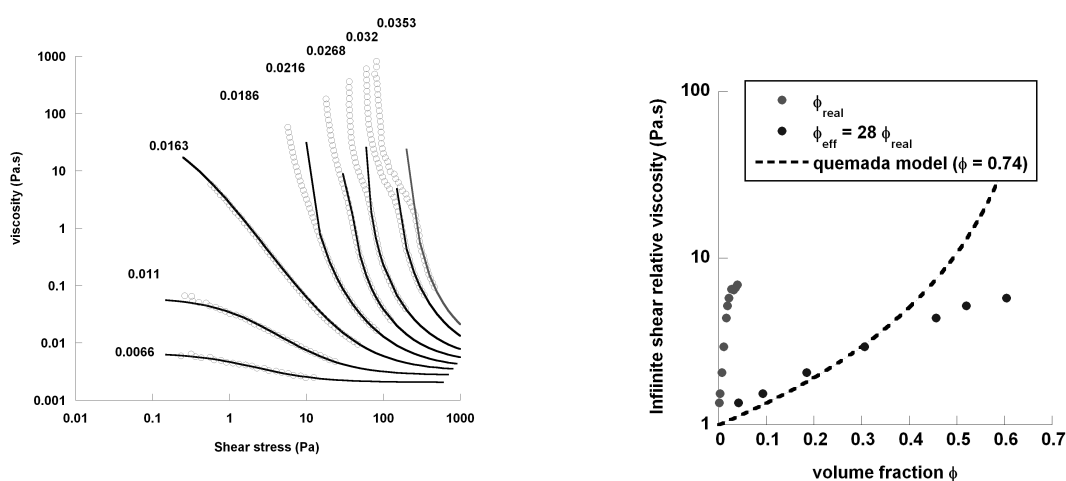 0.0353
0.032
0.0268
0.0216
0.0186
0.0163
0.011
0.0066
1000
100
10
1
0.1
0.01
0.001
viscosity (Pa.s)
0.01 0.1 1 10 100 1000
Shear stress (Pa)
100
10
1
Infiinite shear relative viscosity (Pa.s)
ϕreal
ϕeff = 28 ϕreal
quemada model (ϕ = 0.74)
0 0.1 0.2 0.3 0.4 0.5 0.6 0.7
volume fraction ϕ